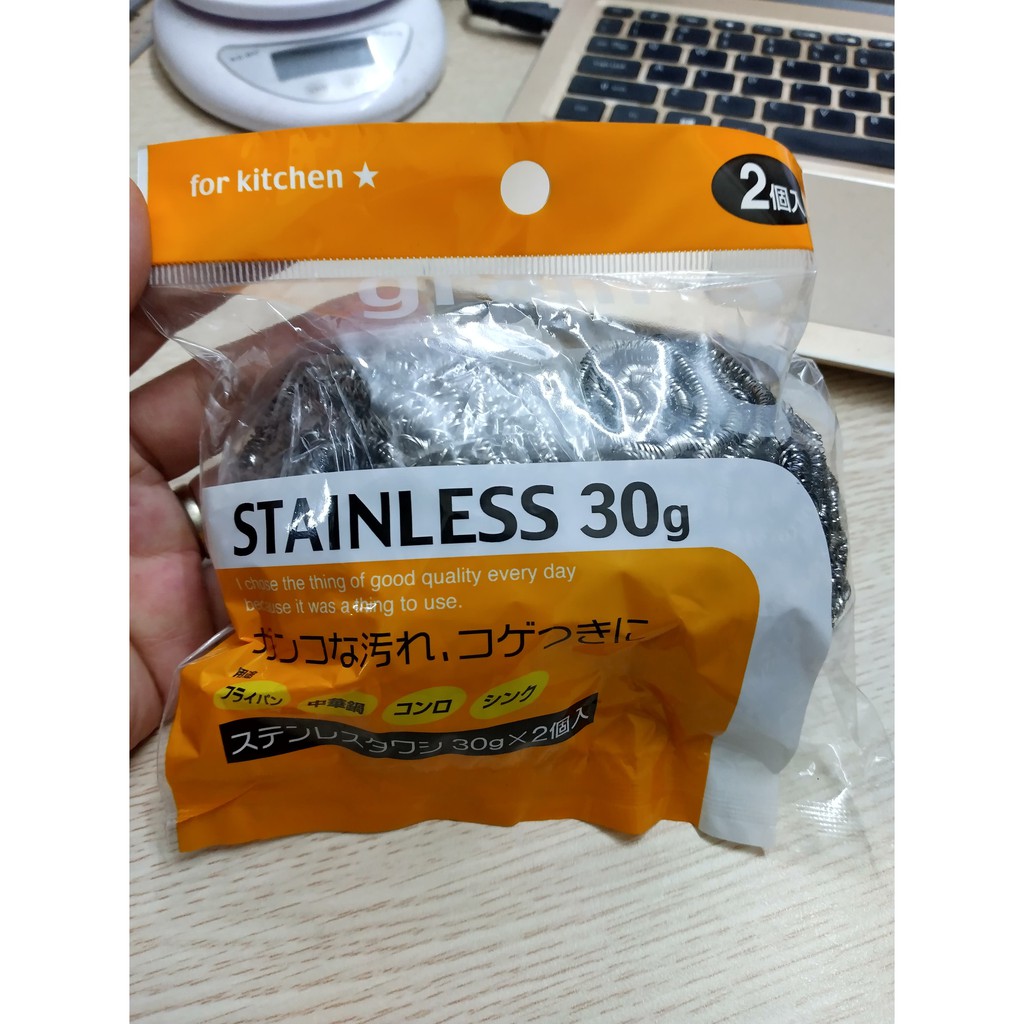 for kitchen ★
2個入
STAINLESS 30g
I chose the thing of good quality every day
because it was a thing to use.
ガンコな汚れ、コゲつきに
用途
フライパン 中華鍋 コンロ シンク
ステンレスタワシ 30g×2個入